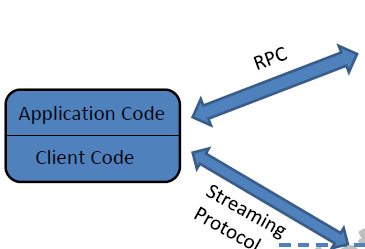 RPC
Application Code
Client Code
Streaming
Protocol